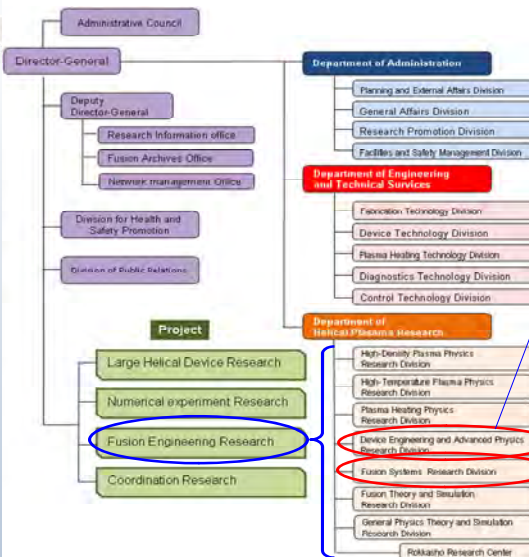 Administrative Council
Director-General
Deputy
Director-General
Research Information office
Fusion Archives Office
Network management Office
Division for Health and
Safety Promotion
Division of Public Relations
Project
Large Helical Device Research
Numerical experiment Research
Fusion Engineering Research
Coordination Research
Department of Administration
Planning and External Affairs Division
General Affairs Division
Research Promotion Division
Facilities and Safety Management Division
Department of Engineering
and Technical Services
Fabrication Technology Division
Device Technology Division
Plasma Heating Technology Division
Diagnostics Technology Division
Control Technology Division
Department of
Helical Plasama Research
High-Density Plasma Physics
Research Division
High-Temperature Plasma Physics
Research Division
Plasma Heating Physics
Research Division
Device Engineering and Advanced Physics
Research Division
Fusion Systems Research Division
Fusion Theory and Simulation
Research Division
General Physics Theory and Simulation
Research Division
Rokkasho Research Center